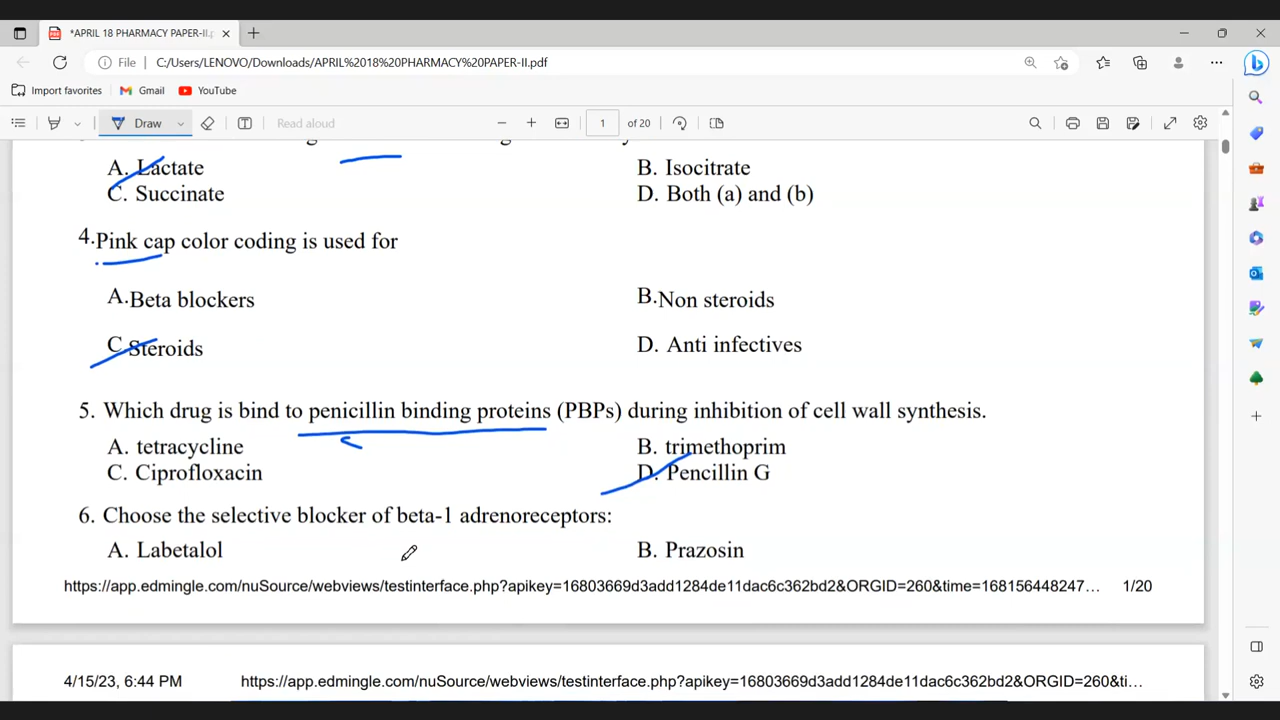 *APRIL 18 PHARMACY PAPER-II.p
File C:/Users/LENOVO/Downloads/APRIL%2018%20PHARMACY%20PAPER-II.pdf
Import favorites Gmail YouTube
Draw Read aloud 1 of 20
A. Lactate B. Isocitrate
C. Succinate D. Both (a) and (b)
4. Pink cap color coding is used for
A. Beta blockers B. Non steroids
C Steroids D. Anti infectives
5. Which drug is bind to penicillin binding proteins (PBPs) during inhibition of cell wall synthesis.
A. tetracycline B. trimethoprim
C. Ciprofloxacin D. Pencillin G
6. Choose the selective blocker of beta-1 adrenoreceptors:
A. Labetalol B. Prazosin
https://app.edmingle.com/nuSource/webviews/testinterface.php?apikey=16803669d3add1284de11dac6c362bd2&ORGID=260&time=168156448247… 1/20
4/15/23, 6:44 PM https://app.edmingle.com/nuSource/webviews/testinterface.php?apikey=16803669d3add1284de11dac6c362bd2&ORGID=260&ti…